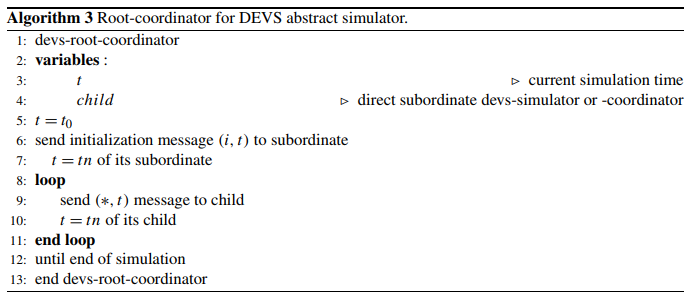 Algorithm 3 Root-coordinator for DEVS abstract simulator.
1: devs-root-coordinator
2: variables :
3: t ▹ current simulation time
4: child ▹ direct subordinate devs-simulator or -coordinator
5: t = t₀
6: send initialization message (i, t) to subordinate
7: t = tn of its subordinate
8: loop
9: send (∗, t) message to child
10: t = tn of its child
11: end loop
12: until end of simulation
13: end devs-root-coordinator